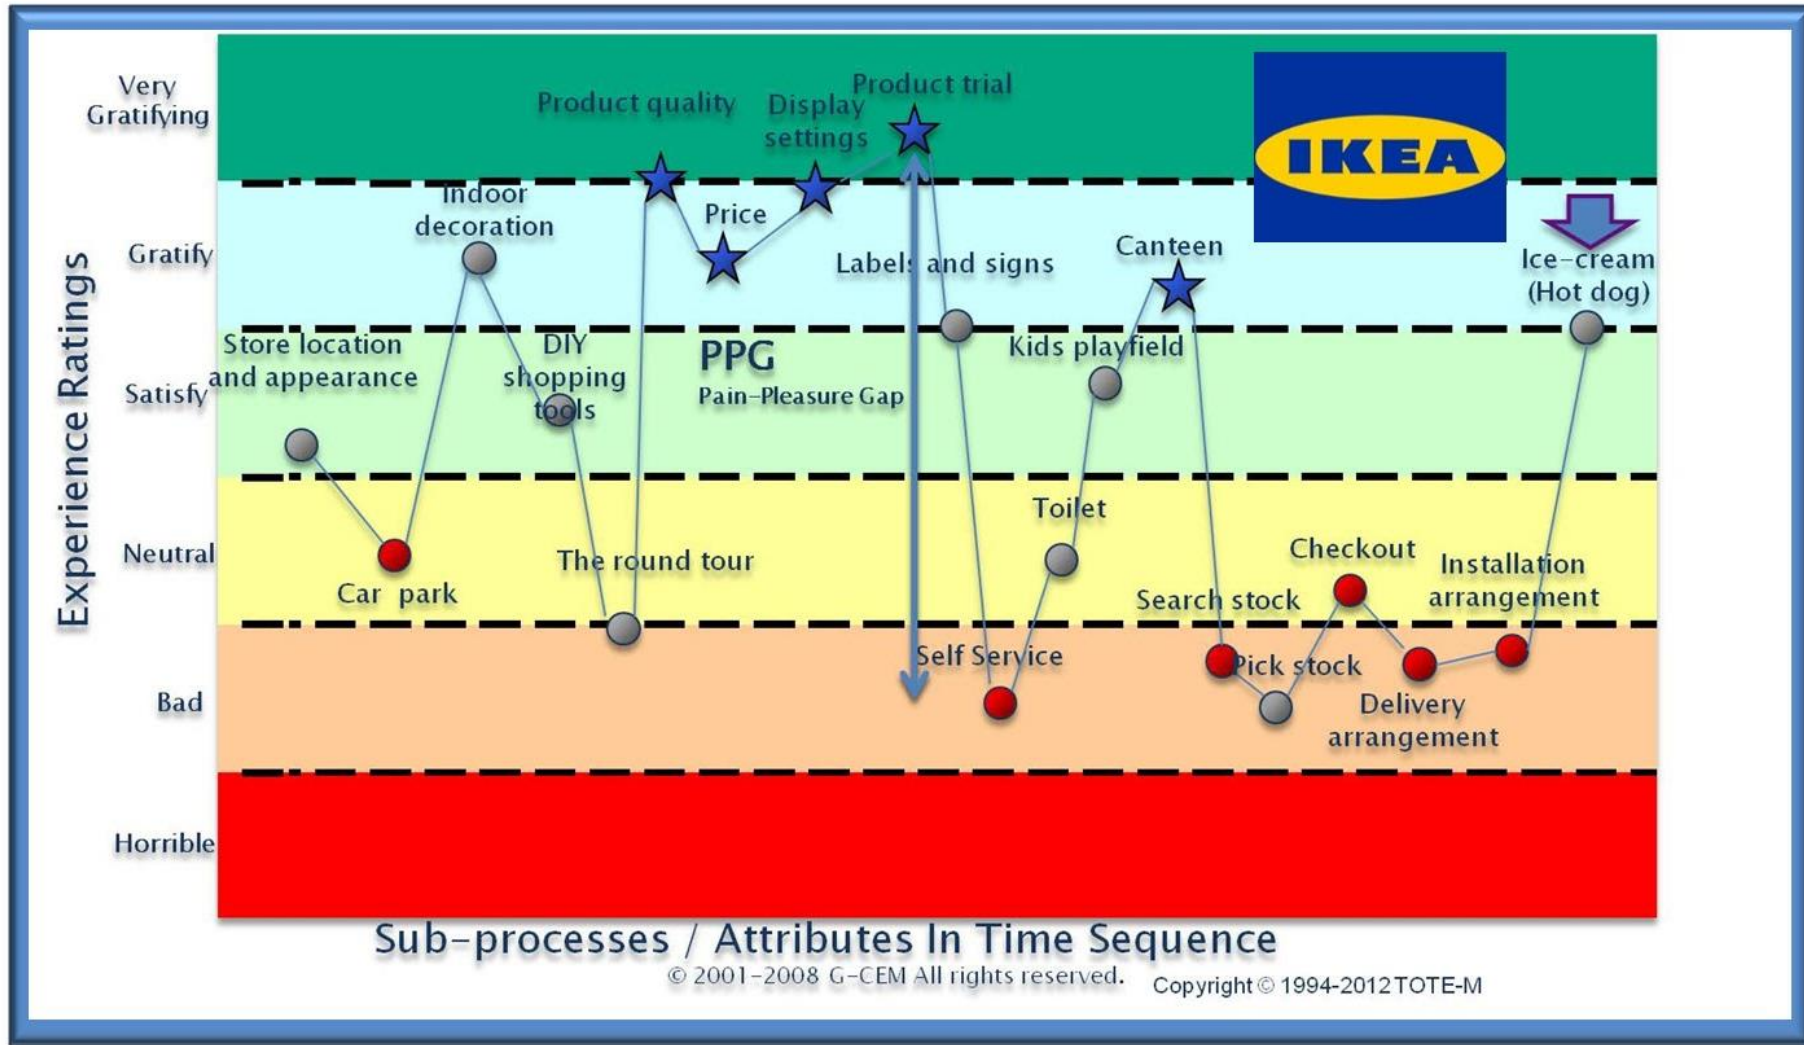 Very
Gratifying
Gratify
Satisfy
Neutral
Bad
Horrible
Experience Ratings
Store location
and appearance
Car park
Indoor
decoration
DIY
shopping
tools
The round tour
Product quality
Price
Display
settings
Product trial
PPG
Pain-Pleasure Gap
Labels and signs
Self Service
Toilet
Kids playfield
Canteen
Search stock
Pick stock
Checkout
Delivery
arrangement
Installation
arrangement
IKEA
Ice-cream
(Hot dog)
Sub-processes / Attributes In Time Sequence
© 2001-2008 G-CEM All rights reserved.
Copyright © 1994-2012 TOTE-M